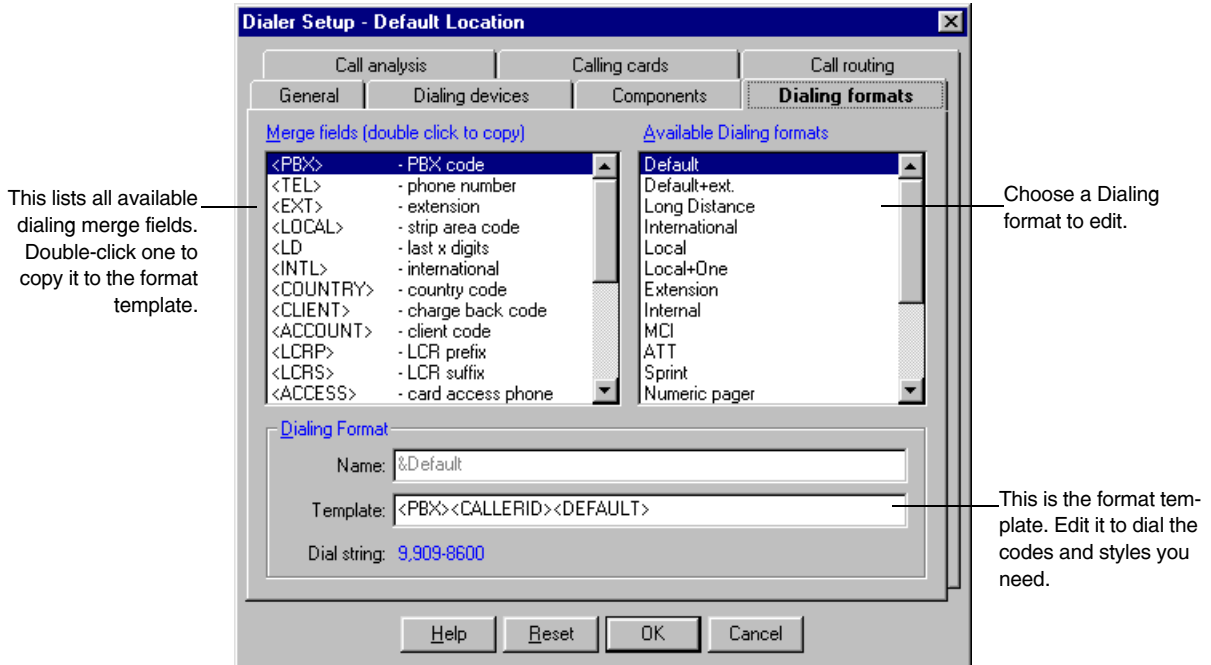 Dialer Setup - Default Location
Call analysis
Calling cards
Call routing
General
Dialing devices
Components
Dialing formats
Merge fields (double click to copy)
<PBX> - PBX code
<TEL> - phone number
<EXT> - extension
<LOCAL> - strip area code
<LD - last x digits
<INTL> - international
<COUNTRY> - country code
<CLIENT> - charge back code
<ACCOUNT> - client code
<LCRP> - LCR prefix
<LCRS> - LCR suffix
<ACCESS> - card access phone
Available Dialing formats
Default
Default+ext.
Long Distance
International
Local
Local+One
Extension
Internal
MCI
ATT
Sprint
Numeric pager
This lists all available
dialing merge fields.
Double-click one to
copy it to the format
template.
Choose a Dialing
format to edit.
Dialing Format
Name: &Default
Template: <PBX><CALLERID><DEFAULT>
Dial string: 9,909-8600
This is the format tem-
plate. Edit it to dial the
codes and styles you
need.
Help
Reset
OK
Cancel